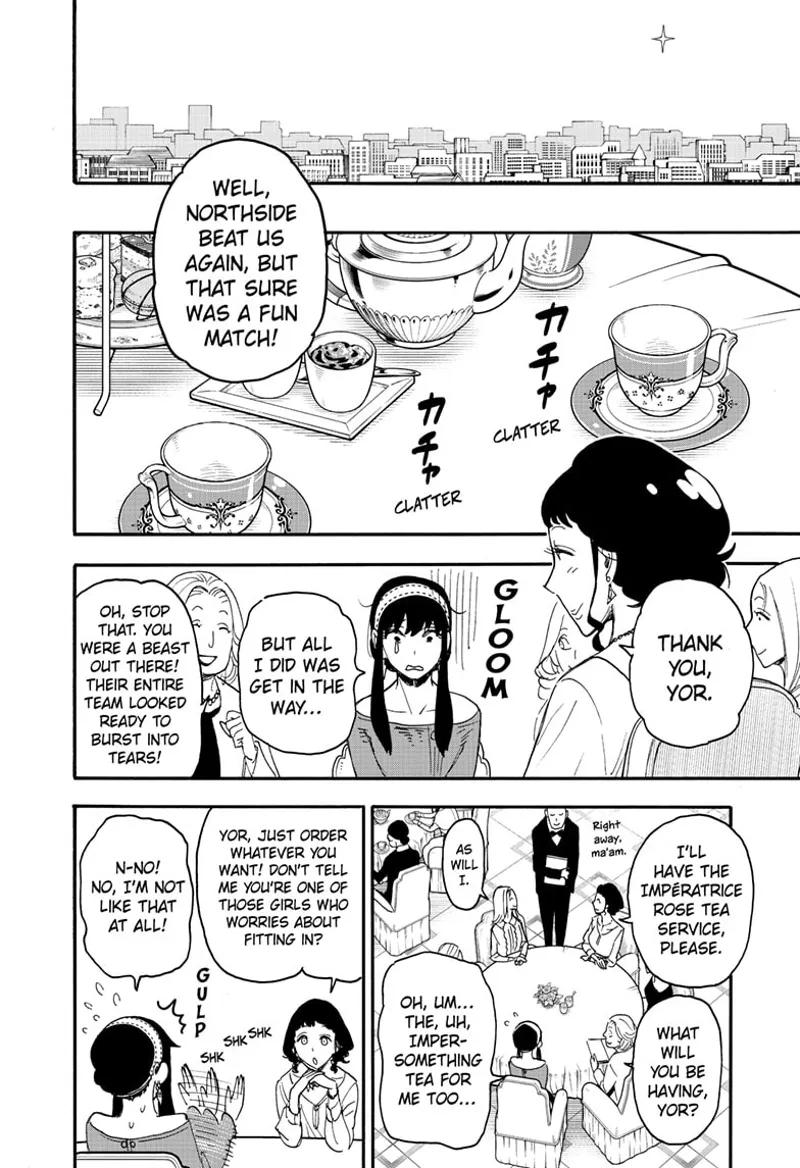 WELL,
NORTHSIDE
BEAT US
AGAIN, BUT
THAT SURE
WAS A FUN
MATCH!
カチャ
CLATTER
カチャ
CLATTER
THANK
YOU,
YOR.
GLOOM
BUT ALL
I DID WAS
GET IN THE
WAY...
OH, STOP
THAT. YOU
WERE A BEAST
OUT THERE!
THEIR ENTIRE
TEAM LOOKED
READY TO
BURST INTO
TEARS!
I'LL
HAVE THE
IMPÉRATRICE
ROSE TEA
SERVICE,
PLEASE.
Right
away,
ma'am.
AS
WILL
I.
WHAT
WILL
YOU BE
HAVING,
YOR?
OH, UM...
THE, UH,
IMPER-
SOMETHING
TEA FOR
ME TOO...
YOR, JUST ORDER
WHATEVER YOU
WANT! DON'T TELL
ME YOU'RE ONE OF
THOSE GIRLS WHO
WORRIES ABOUT
FITTING IN?
N-NO!
NO, I'M NOT
LIKE THAT
AT ALL!
GULP
SHK
SHK
SHK